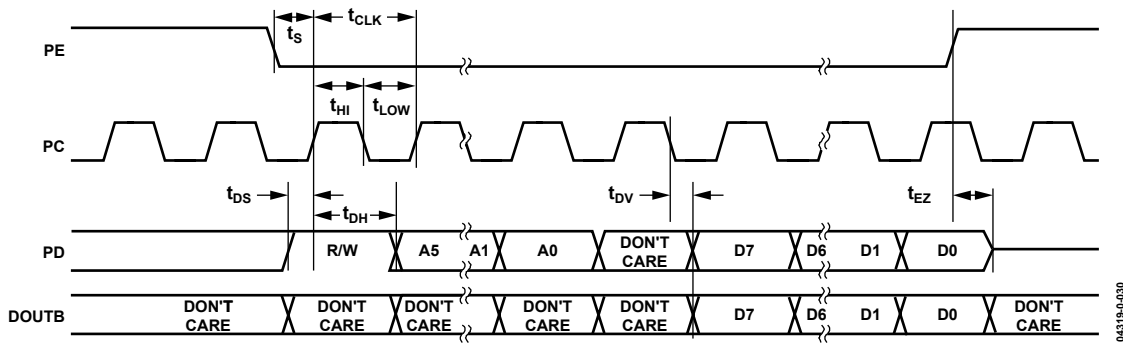 tS
tCLK
PE
tHI
tLOW
PC
tDS
tDH
tDV
tEZ
PD
R/W
A5
A1
A0
DON'T
CARE
D7
D6
D1
D0
DOUTB
DON'T
CARE
DON'T
CARE
DON'T
CARE
DON'T
CARE
DON'T
CARE
D7
D6
D1
D0
DON'T
CARE
04319-0-030